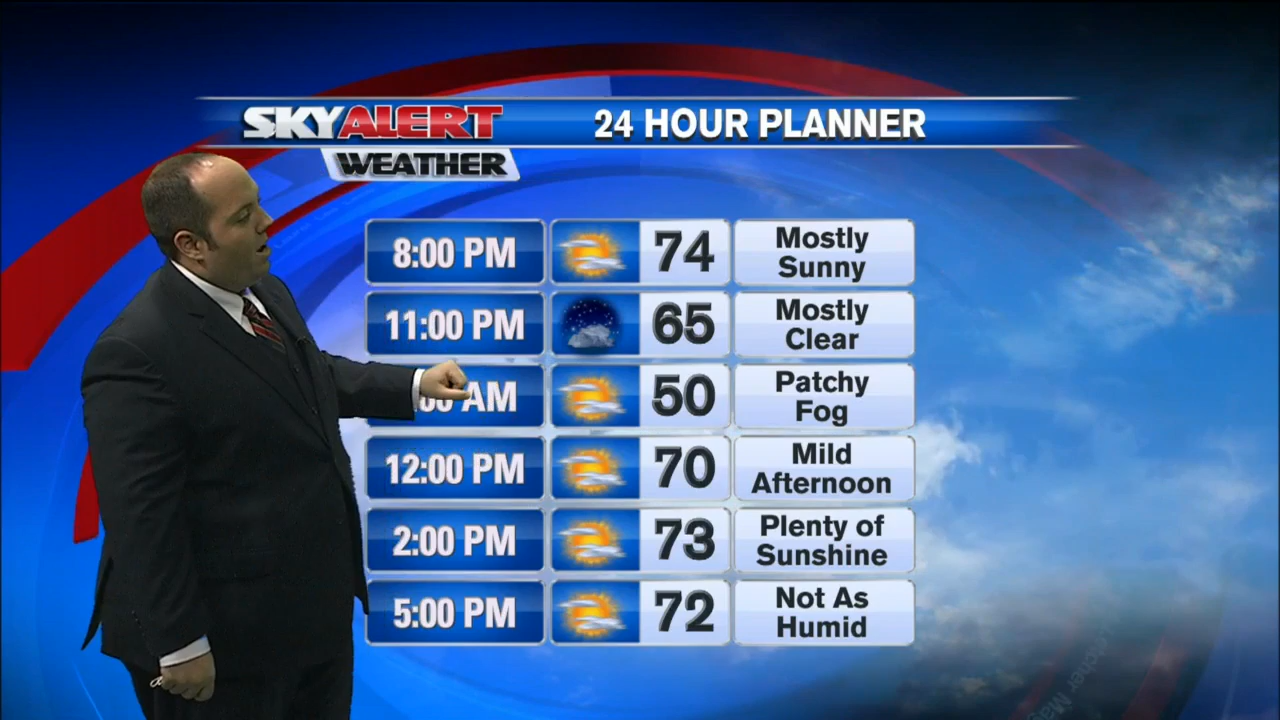 SKYALERT
WEATHER
24 HOUR PLANNER
8:00 PM 74 Mostly
Sunny
11:00 PM 65 Mostly
Clear
:00 AM 50 Patchy
Fog
12:00 PM 70 Mild
Afternoon
2:00 PM 73 Plenty of
Sunshine
5:00 PM 72 Not As
Humid